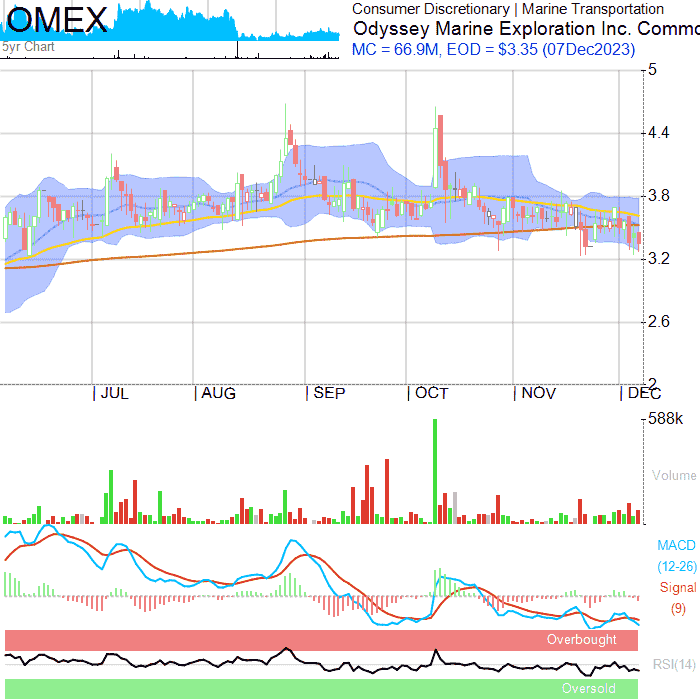 OMEX
5yr Chart
Consumer Discretionary | Marine Transportation
Odyssey Marine Exploration Inc. Commo
MC = 66.9M, EOD = $3.35 (07Dec2023)
5
4.4
3.8
3.2
2.6
2
JUL AUG SEP OCT NOV DEC
588k
Volume
MACD
(12-26)
Signal
(9)
Overbought
RSI(14)
Oversold